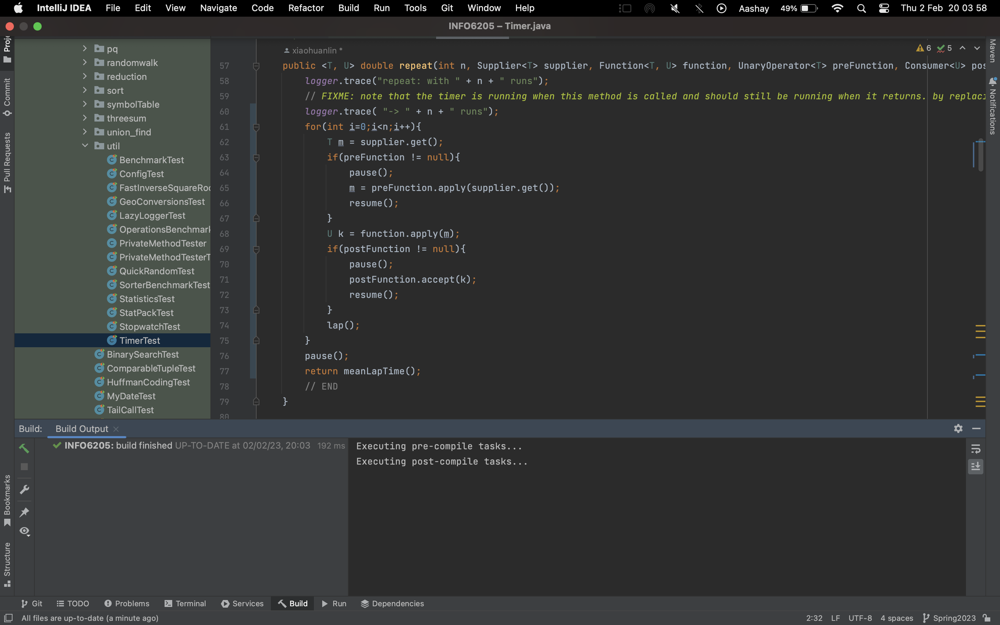 IntelliJ IDEA File Edit View Navigate Code Refactor Build Run Tools Git Window Help Aashay 49% Thu 2 Feb 20 03 58
INFO6205 – Timer.java
Proje
Commit
Pull Requests
Bookmarks
Structure
pq
randomwalk
reduction
sort
symbolTable
threesum
union_find
util
BenchmarkTest
ConfigTest
FastInverseSquareRoo
GeoConversionsTest
LazyLoggerTest
OperationsBenchmark
PrivateMethodTester
PrivateMethodTesterT
QuickRandomTest
SorterBenchmarkTest
StatisticsTest
StatPackTest
StopwatchTest
TimerTest
BinarySearchTest
ComparableTupleTest
HuffmanCodingTest
MyDateTest
TailCallTest
xiaohuanlin *
6 5
57 public <T, U> double repeat(int n, Supplier<T> supplier, Function<T, U> function, UnaryOperator<T> preFunction, Consumer<U> pos
58 logger.trace("repeat: with " + n + " runs");
59 // FIXME: note that the timer is running when this method is called and should still be running when it returns. by replaci
60 logger.trace( "-> " + n + " runs");
61 for(int i=0;i<n;i++){
62 T m = supplier.get();
63 if(preFunction != null){
64 pause();
65 m = preFunction.apply(supplier.get());
66 resume();
67 }
68 U k = function.apply(m);
69 if(postFunction != null){
70 pause();
71 postFunction.accept(k);
72 resume();
73 }
74 lap();
75 }
76 pause();
77 return meanLapTime();
78 // END
79 }
80
Maven
Notifications
Build: Build Output
INFO6205: build finished UP-TO-DATE at 02/02/23, 20:03 192 ms
Executing pre-compile tasks...
Executing post-compile tasks...
Git TODO Problems Terminal Services Build Run Dependencies
All files are up-to-date (a minute ago) 2:32 LF UTF-8 4 spaces Spring2023